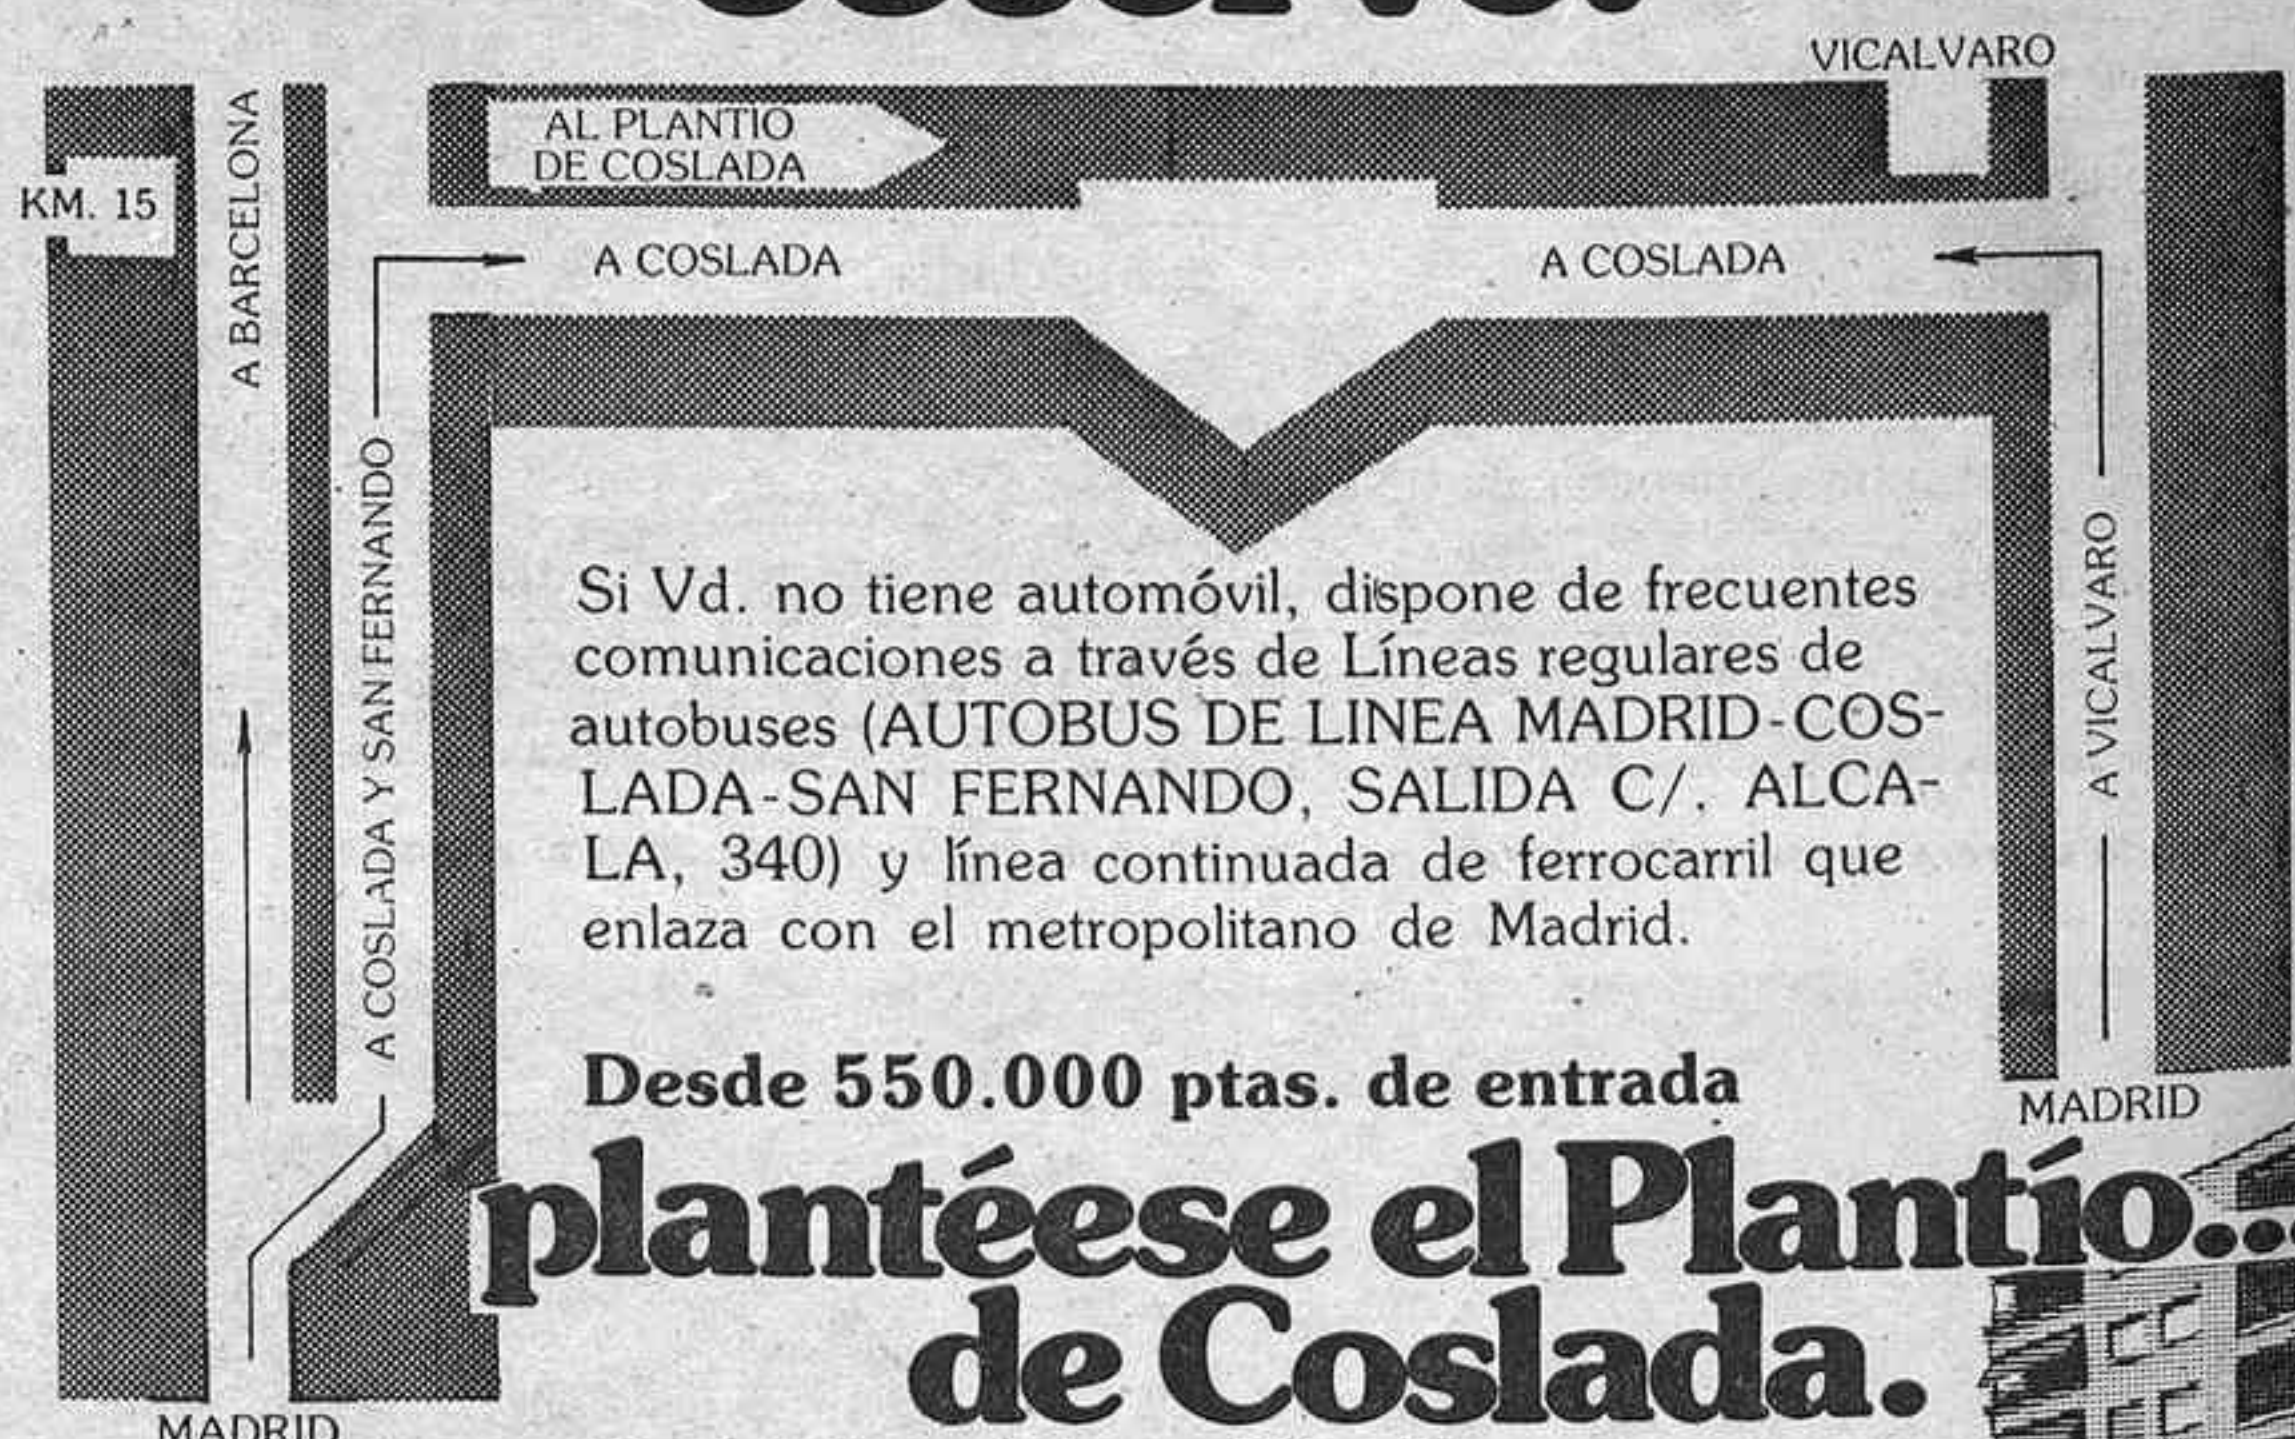 VICALVARO
AL PLANTIO
DE COSLADA
KM. 15
A BARCELONA
A COSLADA
A COSLADA
A COSLADA Y SAN FERNANDO
A VICALVARO
Si Vd. no tiene automóvil, dispone de frecuentes
comunicaciones a través de Líneas regulares de
autobuses (AUTOBUS DE LINEA MADRID-COS-
LADA-SAN FERNANDO, SALIDA C/. ALCA-
LA, 340) y línea continuada de ferrocarril que
enlaza con el metropolitano de Madrid.
Desde 550.000 ptas. de entrada
MADRID
plantéese el Plantío...
de Coslada.
MADRID